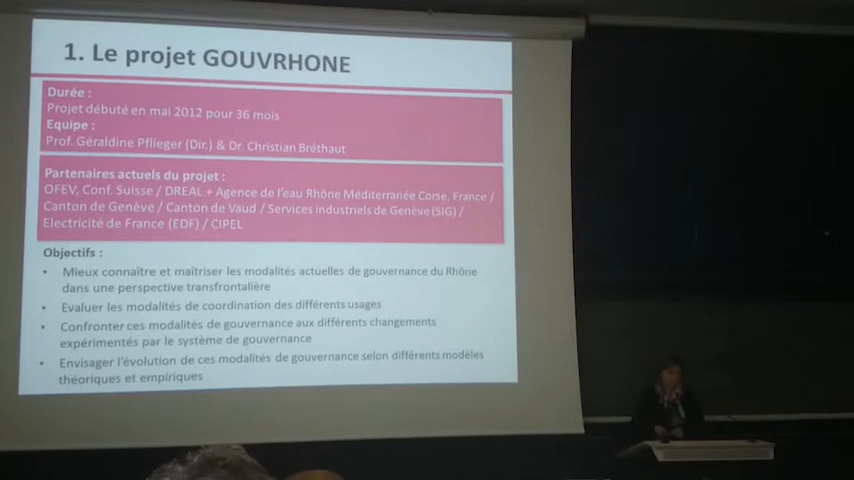 1. Le projet GOUVRHONE
Durée :
Projet débuté en mai 2012 pour 36 mois
Equipe :
Prof. Géraldine Pflieger (Dir.) & Dr. Christian Bréthaut
Partenaires actuels du projet :
OFEV, Conf. Suisse / DREAL + Agence de l'eau Rhône Méditerranée Corse, France /
Canton de Genève / Canton de Vaud / Services industriels de Genève (SIG) /
Electricité de France (EDF) / CIPEL
Objectifs :
• Mieux connaître et maîtriser les modalités actuelles de gouvernance du Rhône
dans une perspective transfrontalière
• Evaluer les modalités de coordination des différents usages
• Confronter ces modalités de gouvernance aux différents changements
expérimentés par le système de gouvernance
• Envisager l'évolution de ces modalités de gouvernance selon différents modèles
théoriques et empiriques